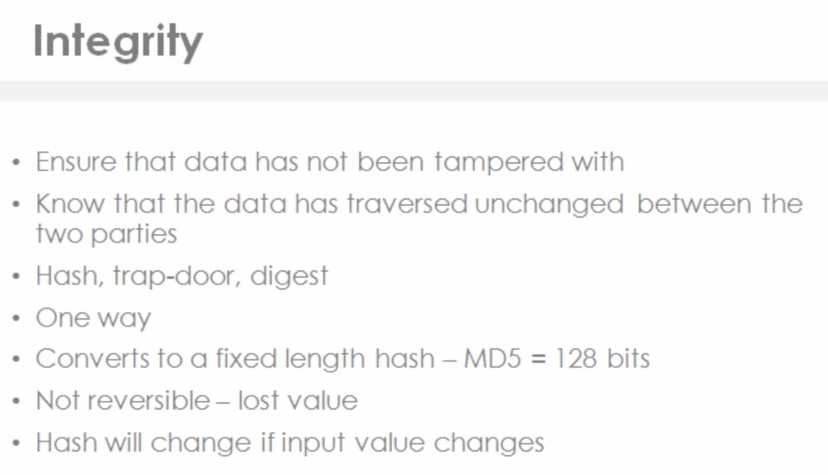 Integrity
• Ensure that data has not been tampered with
• Know that the data has traversed unchanged between the
two parties
• Hash, trap-door, digest
• One way
• Converts to a fixed length hash – MD5 = 128 bits
• Not reversible – lost value
• Hash will change if input value changes